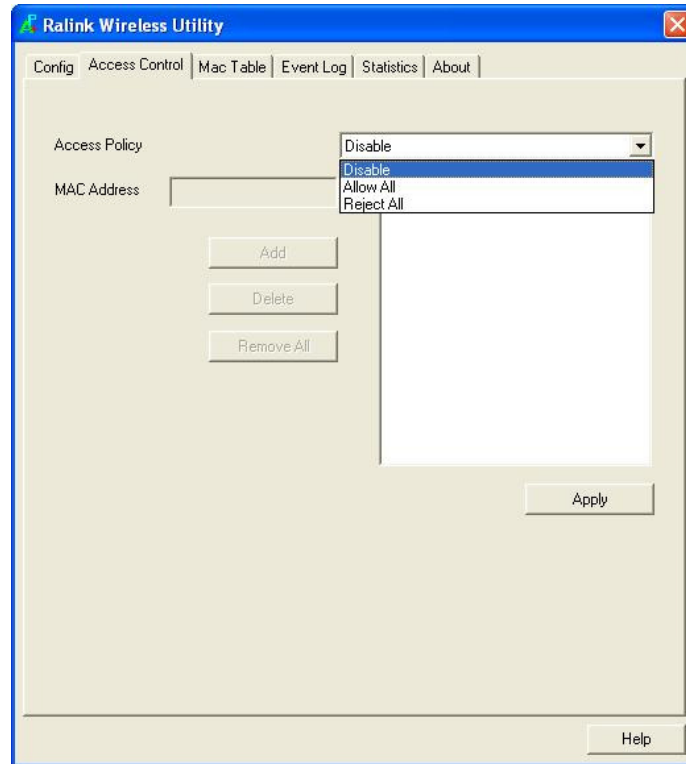 Ralink Wireless Utility
Config Access Control Mac Table Event Log Statistics About
Access Policy Disable
Disable
MAC Address Allow All
Reject All
Add
Delete
Remove All
Apply
Help